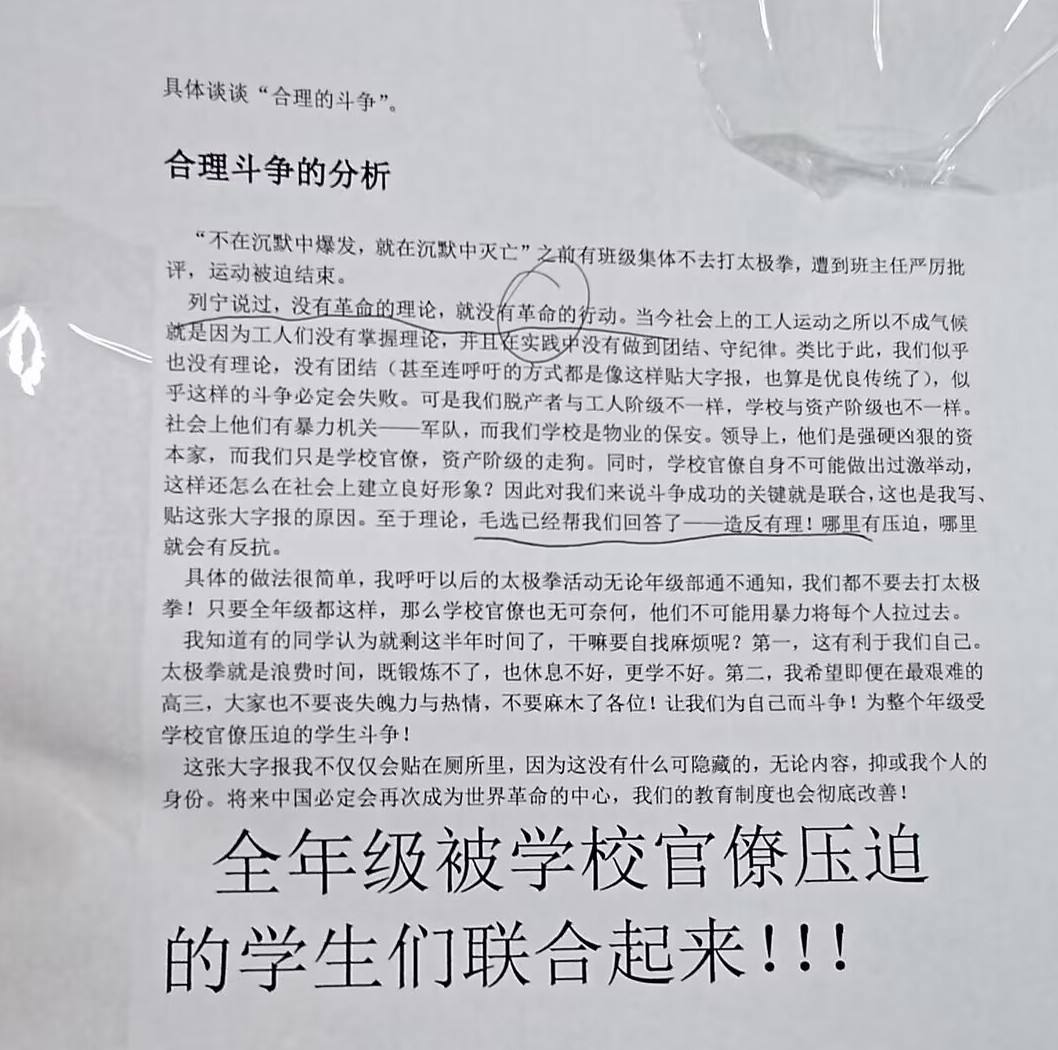 具体谈谈“合理的斗争”。
合理斗争的分析
“不在沉默中爆发，就在沉默中灭亡”之前有班级集体不去打太极拳，遭到班主任严厉批
评，运动被迫结束。
列宁说过，没有革命的理论，就没有革命的行动。当今社会上的工人运动之所以不成气候
就是因为工人们没有掌握理论，并且在实践中没有做到团结、守纪律。类比于此，我们似乎
也没有理论，没有团结（甚至连呼吁的方式都是像这样贴大字报，也算是优良传统了），似
乎这样的斗争必定会失败。可是我们脱产者与工人阶级不一样，学校与资产阶级也不一样。
社会上他们有暴力机关——军队，而我们学校是物业的保安。领导上，他们是强硬凶狠的资
本家，而我们只是学校官僚，资产阶级的走狗。同时，学校官僚自身不可能做出过激举动，
这样还怎么在社会上建立良好形象？因此对我们来说斗争成功的关键就是联合，这也是我写、
贴这张大字报的原因。至于理论，毛选已经帮我们回答了——造反有理！哪里有压迫，哪里
就会有反抗。
具体的做法很简单，我呼吁以后的太极拳活动无论年级部通不通知，我们都不要去打太极
拳！只要全年级都这样，那么学校官僚也无可奈何，他们不可能用暴力将每个人拉过去。
我知道有的同学认为就剩这半年时间了，干嘛要自找麻烦呢？第一，这有利于我们自己。
太极拳就是浪费时间，既锻炼不了，也休息不好，更学不好。第二，我希望即便在最艰难的
高三，大家也不要丧失魄力与热情，不要麻木了各位！让我们为自己而斗争！为整个年级受
学校官僚压迫的学生斗争！
这张大字报我不仅仅会贴在厕所里，因为这没有什么可隐藏的，无论内容，抑或我个人的
身份。将来中国必定会再次成为世界革命的中心，我们的教育制度也会彻底改善！
全年级被学校官僚压迫
的学生们联合起来！！！